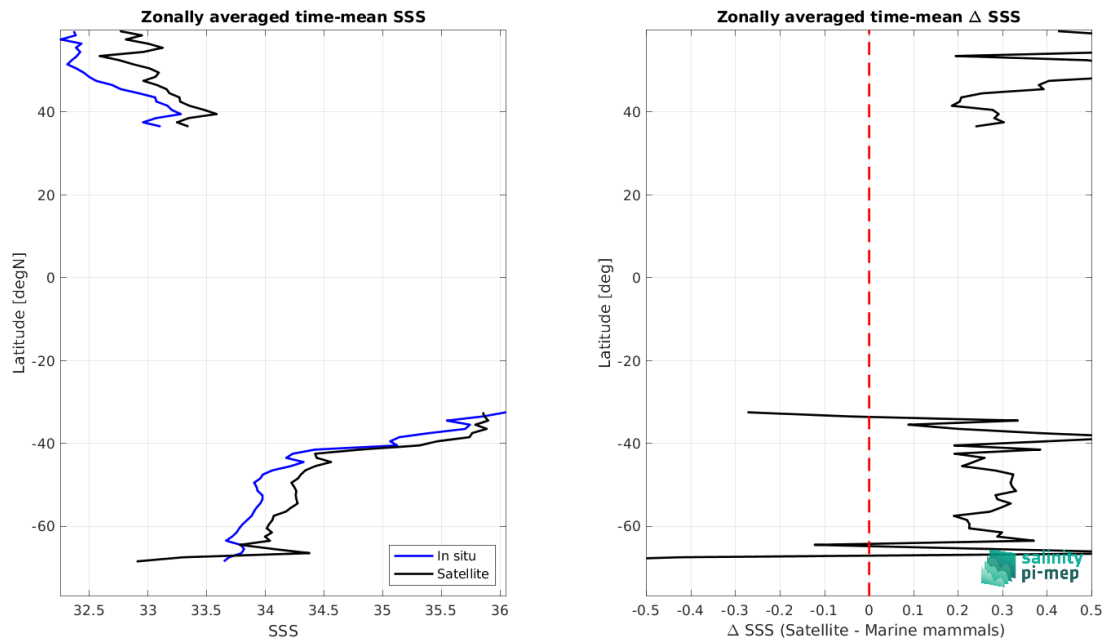 Zonally averaged time-mean SSS
Latitude [degN]
40
20
0
-20
-40
-60
32.5 33 33.5 34 34.5 35 35.5 36
SSS
In situ
Satellite
Zonally averaged time-mean Δ SSS
Latitude [deg]
40
20
0
-20
-40
-60
-0.5 -0.4 -0.3 -0.2 -0.1 0 0.1 0.2 0.3 0.4 0.5
Δ SSS (Satellite - Marine mammals)
salinity
pi-mep